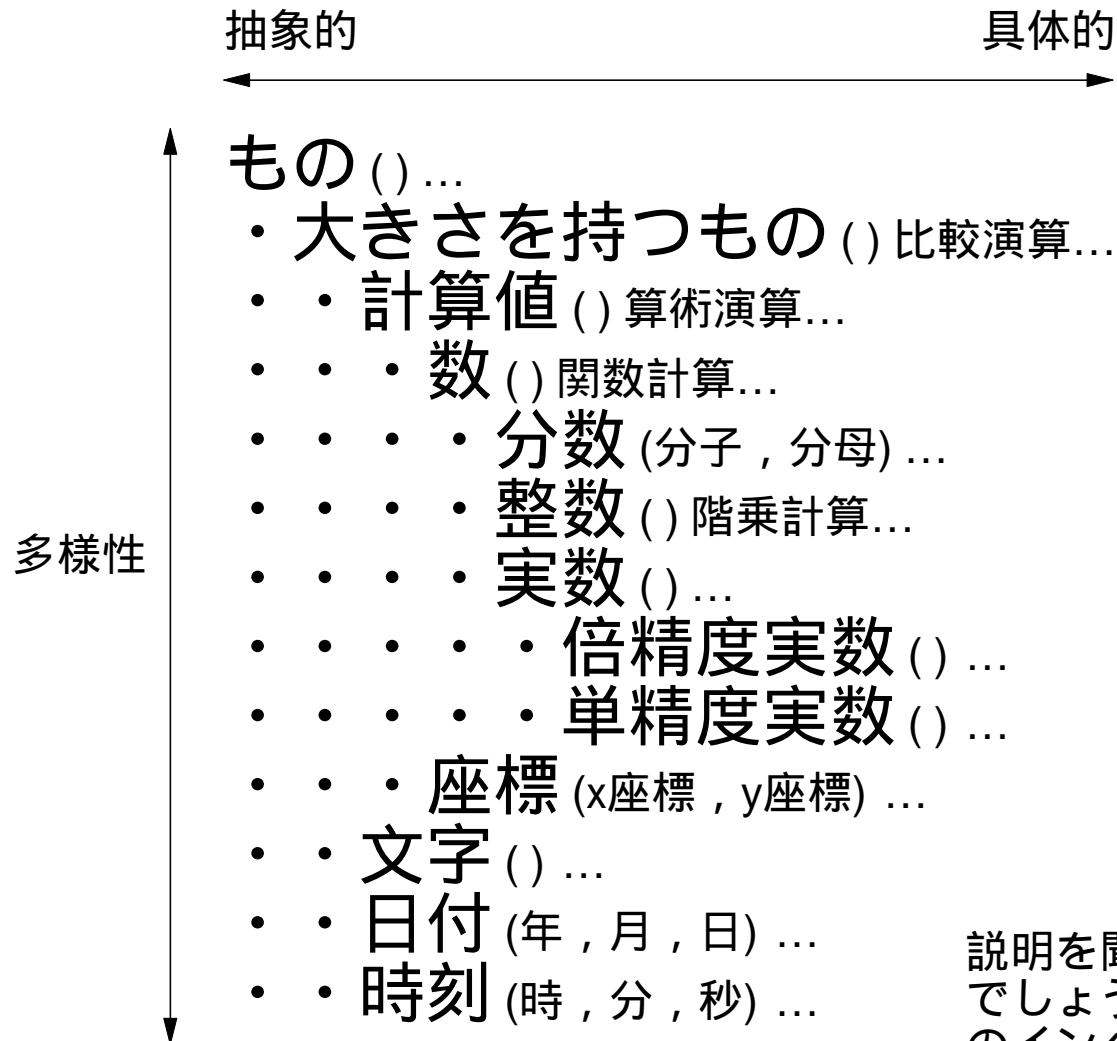 抽象的 具体的
もの ( ) …
・大きさを持つもの ( ) 比較演算…
・・計算値 ( ) 算術演算…
・・・数 ( ) 関数計算…
・・・・分数 (分子 , 分母) …
・・・・整数 ( ) 階乗計算…
多様性
・・・・実数 ( ) …
・・・・・倍精度実数 ( ) …
・・・・・単精度実数 ( ) …
・・・座標 (x座標 , y座標) …
・・文字 ( ) …
・・日付 (年 , 月 , 日) …
・・時刻 (時 , 分 , 秒) …
説明を
でしょ